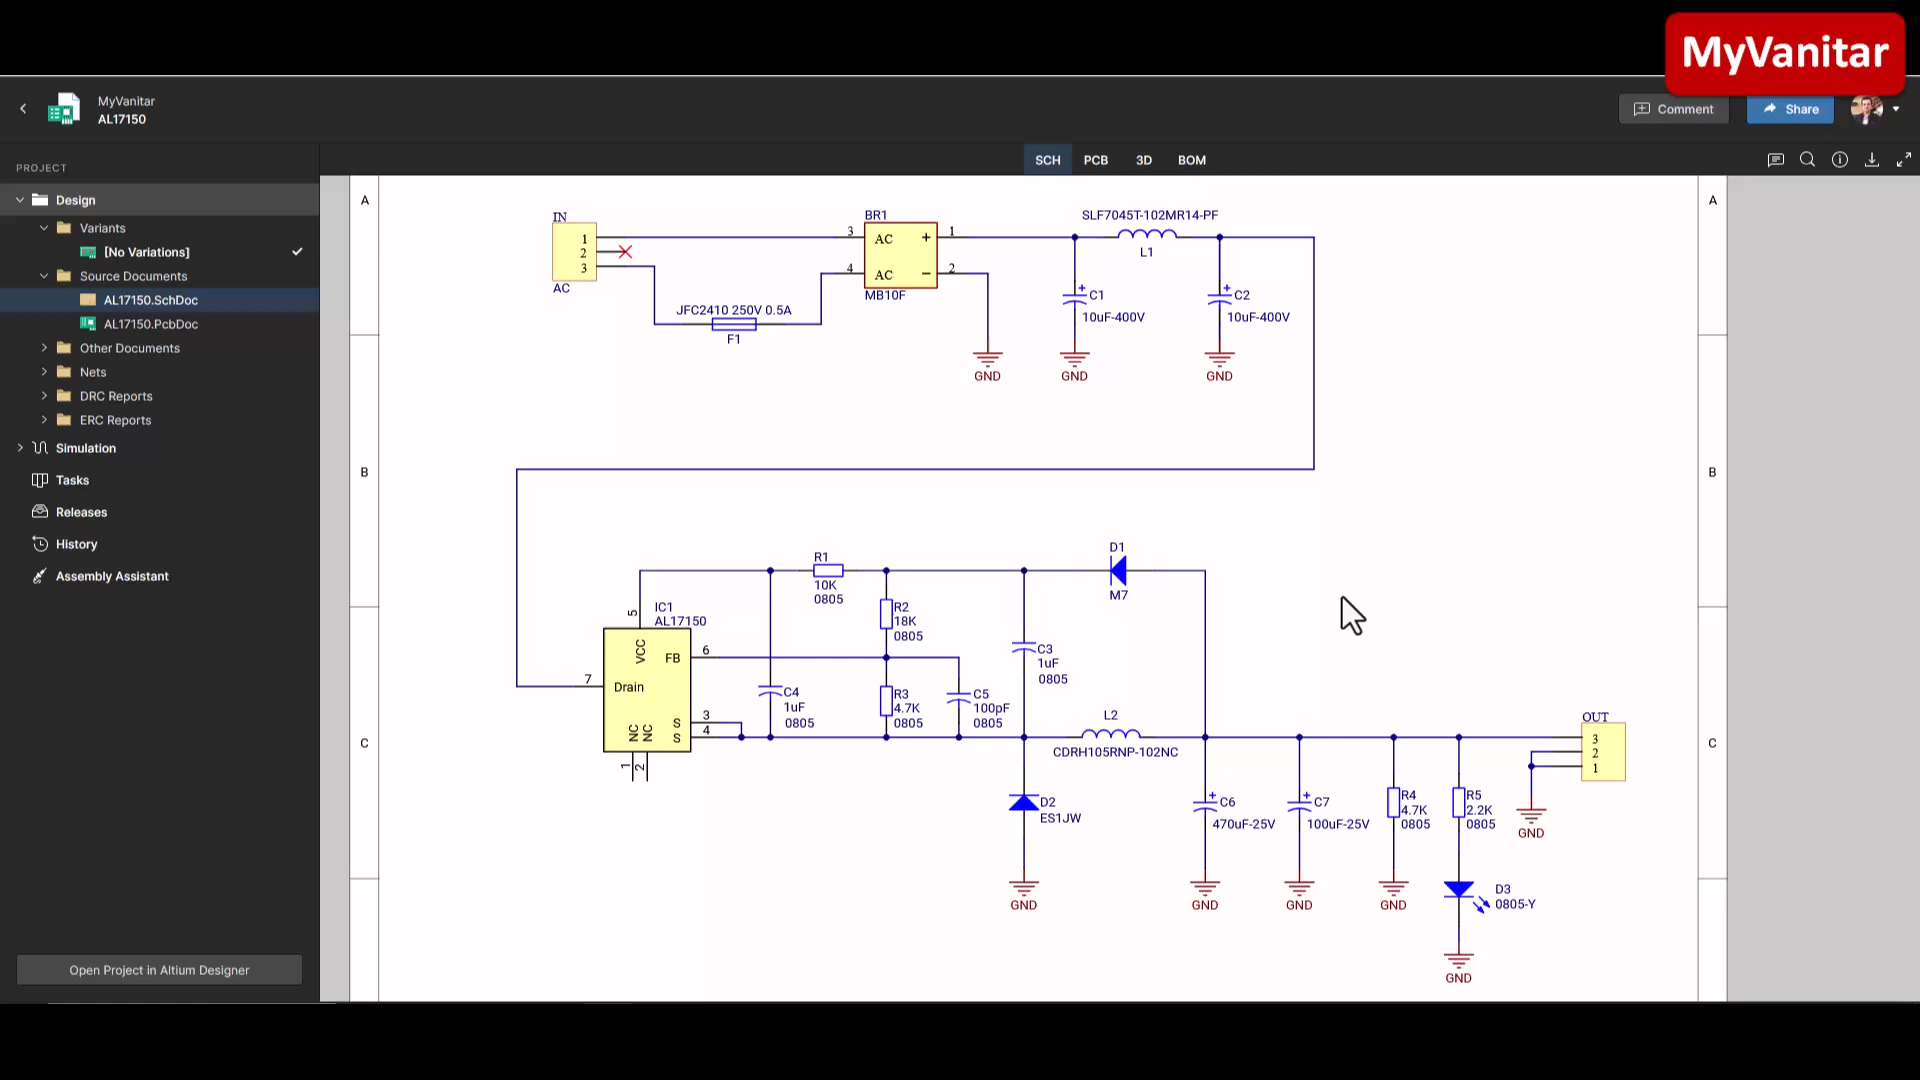 MyVanitar
MyVanitar
AL17150
Comment
Share
PROJECT
SCH PCB 3D BOM
Design
Variants
[No Variations]
Source Documents
AL17150.SchDoc
AL17150.PcbDoc
Other Documents
Nets
DRC Reports
ERC Reports
Simulation
Tasks
Releases
History
Assembly Assistant
Open Project in Altium Designer
A
B
C
A
B
C
IN
1
2
3
AC
JFC2410 250V 0.5A
F1
BR1
3 AC + 1
4 AC - 2
MB10F
GND
SLF7045T-102MR14-PF
L1
+
C1
10uF-400V
GND
+
C2
10uF-400V
GND
IC1
AL17150
5
VCC
FB 6
7 Drain
S 3
S 4
NC NC
1 2
R1
10K
0805
R2
18K
0805
R3
4.7K
0805
C4
1uF
0805
C5
100pF
0805
C3
1uF
0805
D1
M7
L2
CDRH105RNP-102NC
D2
ES1JW
GND
+
C6
470uF-25V
GND
+
C7
100uF-25V
GND
R4
4.7K
0805
GND
R5
2.2K
0805
D3
0805-Y
GND
OUT
3
2
1
GND